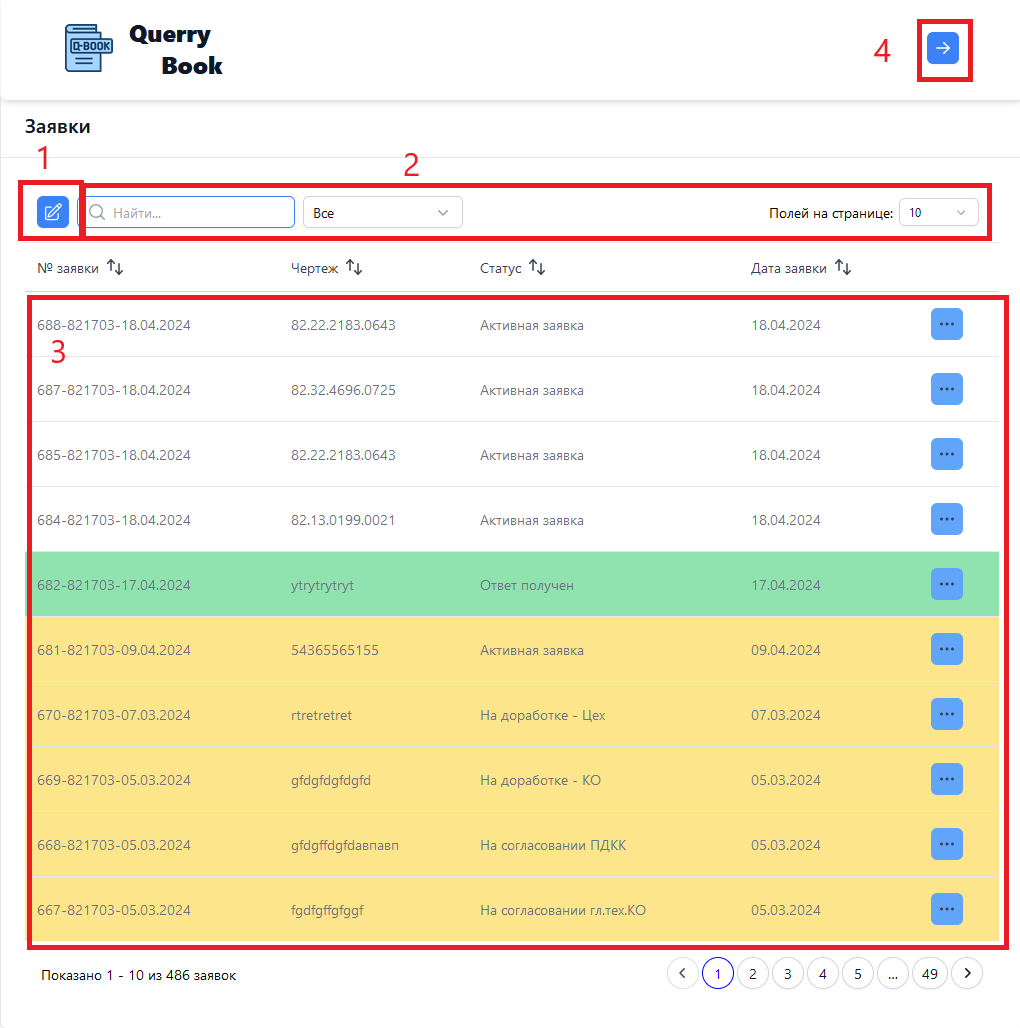 Q-BOOK
Querry
Book
4
Заявки
1
2
Найти...
Все
Полей на странице:
10
№ заявки Чертеж Статус Дата заявки
688-821703-18.04.2024 82.22.2183.0643 Активная заявка 18.04.2024
3
687-821703-18.04.2024 82.32.4696.0725 Активная заявка 18.04.2024
685-821703-18.04.2024 82.22.2183.0643 Активная заявка 18.04.2024
684-821703-18.04.2024 82.13.0199.0021 Активная заявка 18.04.2024
682-821703-17.04.2024 ytrytrytryt Ответ получен 17.04.2024
681-821703-09.04.2024 54365565155 Активная заявка 09.04.2024
670-821703-07.03.2024 rtretretret На доработке - Цех 07.03.2024
669-821703-05.03.2024 gfdgfdgfdgfd На доработке - КО 05.03.2024
668-821703-05.03.2024 gfdgffdgfdавпавп На согласовании ПДКК 05.03.2024
667-821703-05.03.2024 fgdfgffgfggf На согласовании гл.тех.КО 05.03.2024
Показано 1 - 10 из 486 заявок
1 2 3 4 5 ... 49